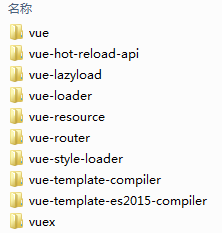 名称
vue
vue-hot-reload-api
vue-lazyload
vue-loader
vue-resource
vue-router
vue-style-loader
vue-template-compiler
vue-template-es2015-compiler
vuex